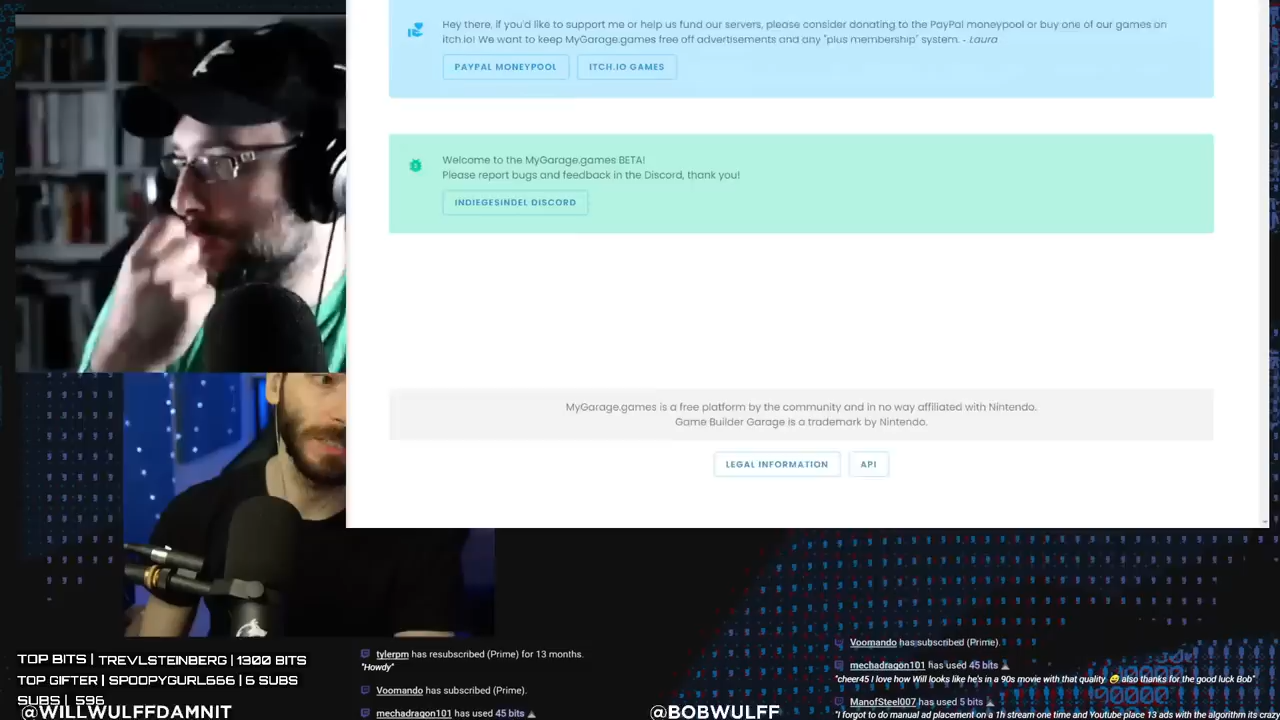 Hey there, if you'd like to support me or help us fund our servers, please consider donating to the PayPal moneypool or buy one of our games on
itch.io! We want to keep MyGarage.games free off advertisements and any "plus membership" system. - Laura
PAYPAL MONEYPOOL
ITCH.IO GAMES
Welcome to the MyGarage.games BETA!
Please report bugs and feedback in the Discord, thank you!
INDIEGESINDEL DISCORD
MyGarage.games is a free platform by the community and in no way affiliated with Nintendo.
Game Builder Garage is a trademark by Nintendo.
LEGAL INFORMATION
API
TOP BITS | TREVLSTEINBERG | 1300 BITS
TOP GIFTER | SPOOPYGURL666 | 6 SUBS
SUBS | 596
@WILLWULFFDAMNIT
tylerpm has resubscribed (Prime) for 13 months.
"Howdy"
Voomando has subscribed (Prime).
mechadragon101 has used 45 bits
@BOBWULFF
Voomando has subscribed (Prime).
mechadragon101 has used 45 bits
"cheer45 I love how Will looks like he's in a 90s movie with that quality 😄 also thanks for the good luck Bob"
ManofSteel007 has used 5 bits
"I forgot to do manual ad placement on a 1h stream one time and Youtube place 13 ads with the algorithm its crazy